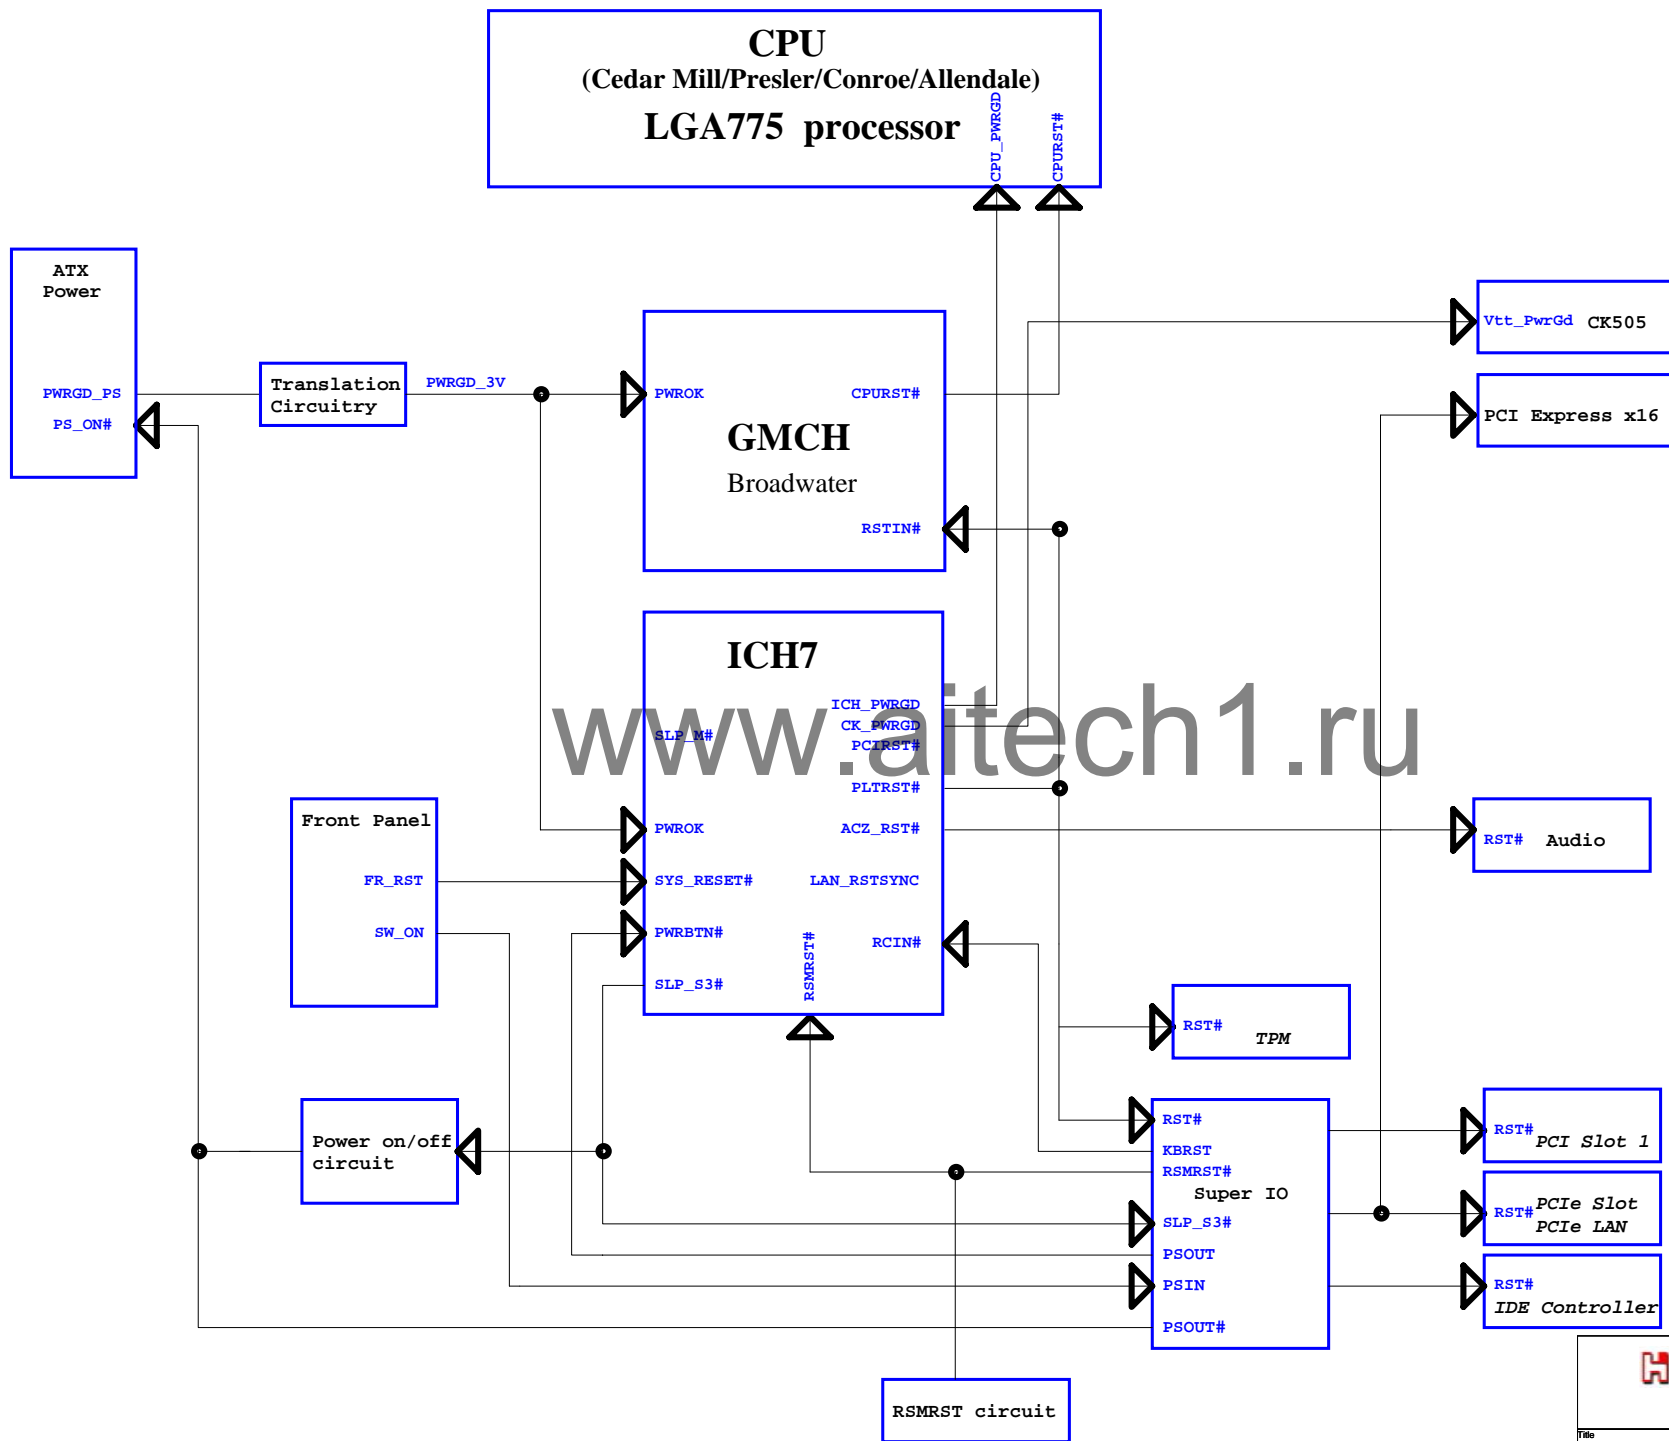 CPU
(Cedar Mill/Presler/Conroe/Allendale)
LGA775 processor
CPU_PWRGD
CPURST#
ATX
Power
PWRGD_PS
PS_ON#
Translation
Circuitry
PWRGD_3V
PWROK
CPURST#
GMCH
Broadwater
RSTIN#
Vtt_PwrGd CK505
PCI Express x16
ICH7
ICH_PWRGD
CK_PWRGD
SLP_M#
PCIRST#
PLTRST#
PWROK
ACZ_RST#
SYS_RESET#
LAN_RSTSYNC
PWRBTN#
RCIN#
SLP_S3#
RSMRST#
www.aitech1.ru
Front Panel
FR_RST
SW_ON
RST# Audio
RST# TPM
Power on/off
circuit
RST#
KBRST
RSMRST#
Super IO
SLP_S3#
PSOUT
PSIN
PSOUT#
RST# PCI Slot 1
RST# PCIe Slot
PCIe LAN
RST#
IDE Controller
RSMRST circuit
H
Title